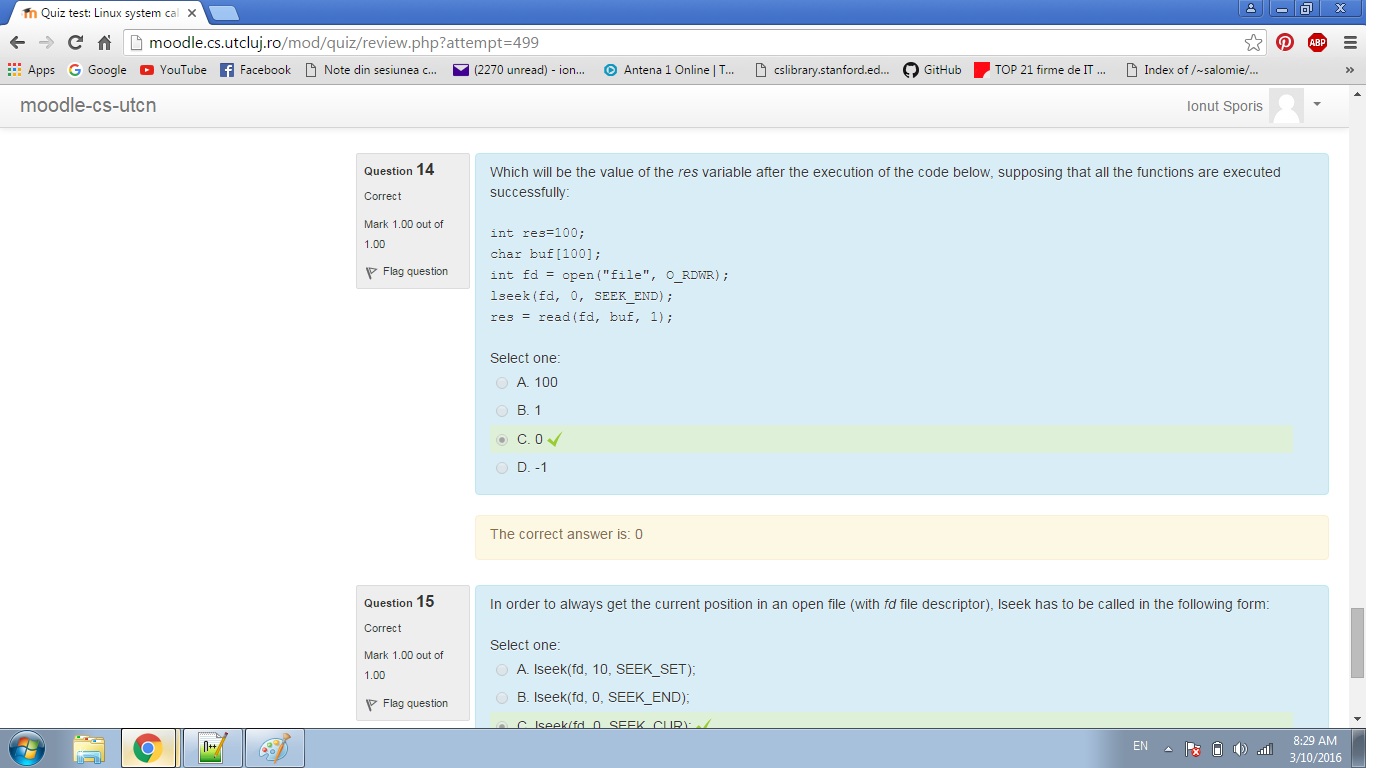 Quiz test: Linux system cal
moodle.cs.utcluj.ro/mod/quiz/review.php?attempt=499
ABP
Apps Google YouTube Facebook Note din sesiunea c... (2270 unread) - ion... Antena 1 Online | T... cslibrary.stanford.ed... GitHub TOP 21 firme de IT ... Index of /~salomie/... »
moodle-cs-utcn
Ionut Sporis
Question 14
Correct
Mark 1.00 out of
1.00
Flag question
Which will be the value of the res variable after the execution of the code below, supposing that all the functions are executed
successfully:
int res=100;
char buf[100];
int fd = open("file", O_RDWR);
lseek(fd, 0, SEEK_END);
res = read(fd, buf, 1);
Select one:
A. 100
B. 1
C. 0
D. -1
The correct answer is: 0
Question 15
Correct
Mark 1.00 out of
1.00
Flag question
In order to always get the current position in an open file (with fd file descriptor), lseek has to be called in the following form:
Select one:
A. lseek(fd, 10, SEEK_SET);
B. lseek(fd, 0, SEEK_END);
C. lseek(fd, 0, SEEK_CUR);
EN
8:29 AM
3/10/2016